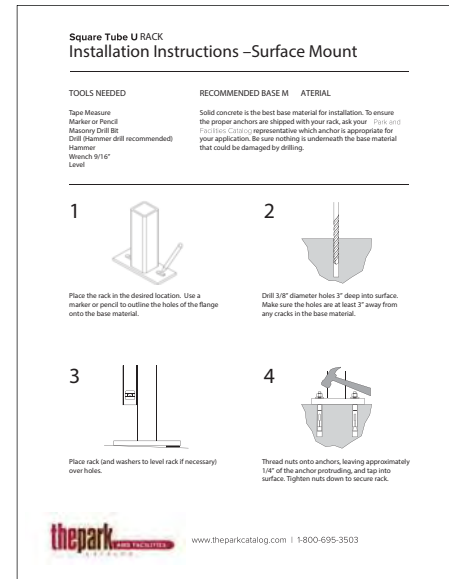 Square Tube U RACK
Installation Instructions –Surface Mount
TOOLS NEEDED
Tape Measure
Marker or Pencil
Masonry Drill Bit
Drill (Hammer drill recommended)
Hammer
Wrench 9/16"
Level
RECOMMENDED BASE M ATERIAL
Solid concrete is the best base material for installation. To ensure
the proper anchors are shipped with your rack, ask your Park and
Facilities Catalog representative which anchor is appropriate for
your application. Be sure nothing is underneath the base material
that could be damaged by drilling.
1
Place the rack in the desired location. Use a
marker or pencil to outline the holes of the flange
onto the base material.
2
Drill 3/8" diameter holes 3" deep into surface.
Make sure the holes are at least 3" away from
any cracks in the base material.
3
Place rack (and washers to level rack if necessary)
over holes.
4
Thread nuts onto anchors, leaving approximately
1/4" of the anchor protruding, and tap into
surface. Tighten nuts down to secure rack.
thepark
AND FACILITIES
CATALOG
www.theparkcatalog.com | 1-800-695-3503